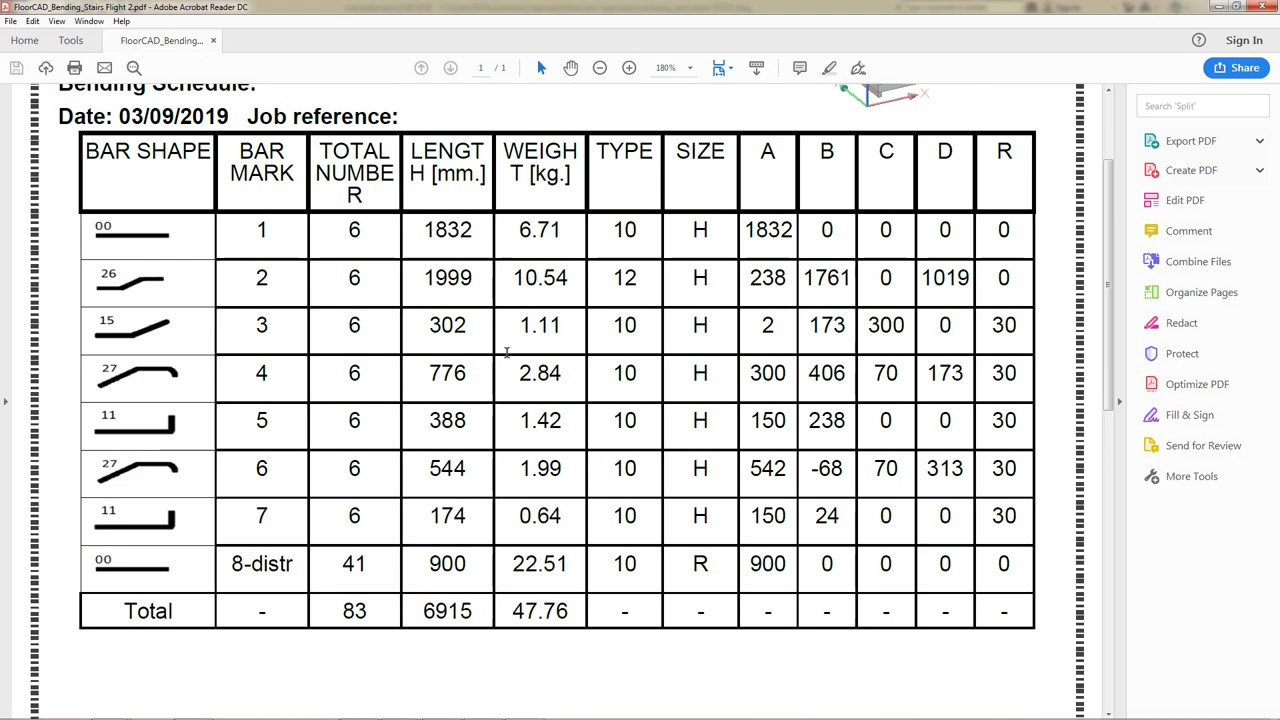 FloorCAD_Bending_Stairs Flight 2.pdf - Adobe Acrobat Reader DC
File Edit View Window Help
Home Tools FloorCAD_Bending... × ? Sign In
1 / 1 180% Share
Bending Schedule:
Date: 03/09/2019 Job reference:
X
BAR SHAPE BAR MARK TOTAL NUMBER LENGTH [mm.] WEIGHT [kg.] TYPE SIZE A B C D R
00 1 6 1832 6.71 10 H 1832 0 0 0 0
26 2 6 1999 10.54 12 H 238 1761 0 1019 0
15 3 6 302 1.11 10 H 2 173 300 0 30
27 4 6 776 2.84 10 H 300 406 70 173 30
11 5 6 388 1.42 10 H 150 238 0 0 30
27 6 6 544 1.99 10 H 542 -68 70 313 30
11 7 6 174 0.64 10 H 150 24 0 0 30
00 8-distr 41 900 22.51 10 R 900 0 0 0 0
Total - 83 6915 47.76 - - - - - - -
Search 'Split'
Export PDF
Create PDF
Edit PDF
Comment
Combine Files
Organize Pages
Redact
Protect
Optimize PDF
Fill & Sign
Send for Review
More Tools